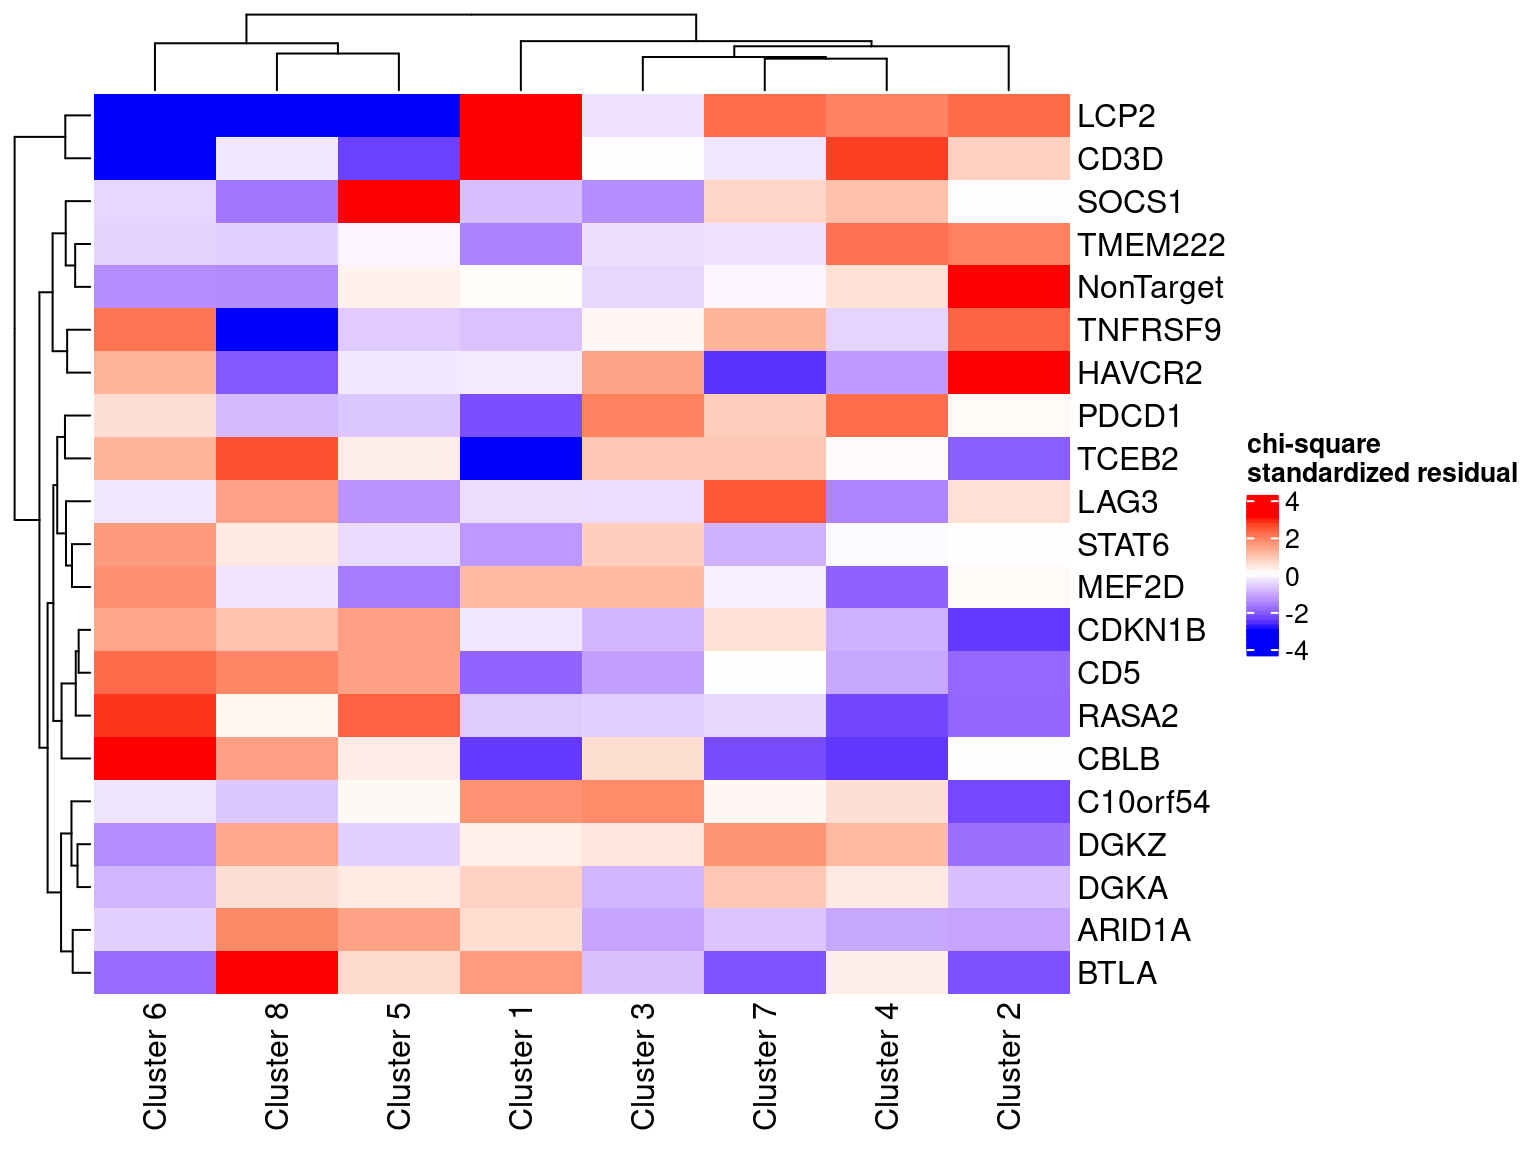 LCP2
CD3D
SOCS1
TMEM222
NonTarget
TNFRSF9
HAVCR2
PDCD1
TCEB2
LAG3
STAT6
MEF2D
CDKN1B
CD5
RASA2
CBLB
C10orf54
DGKZ
DGKA
ARID1A
BTLA
Cluster 6
Cluster 8
Cluster 5
Cluster 1
Cluster 3
Cluster 7
Cluster 4
Cluster 2
chi-square
standardized residual
4
2
0
-2
-4